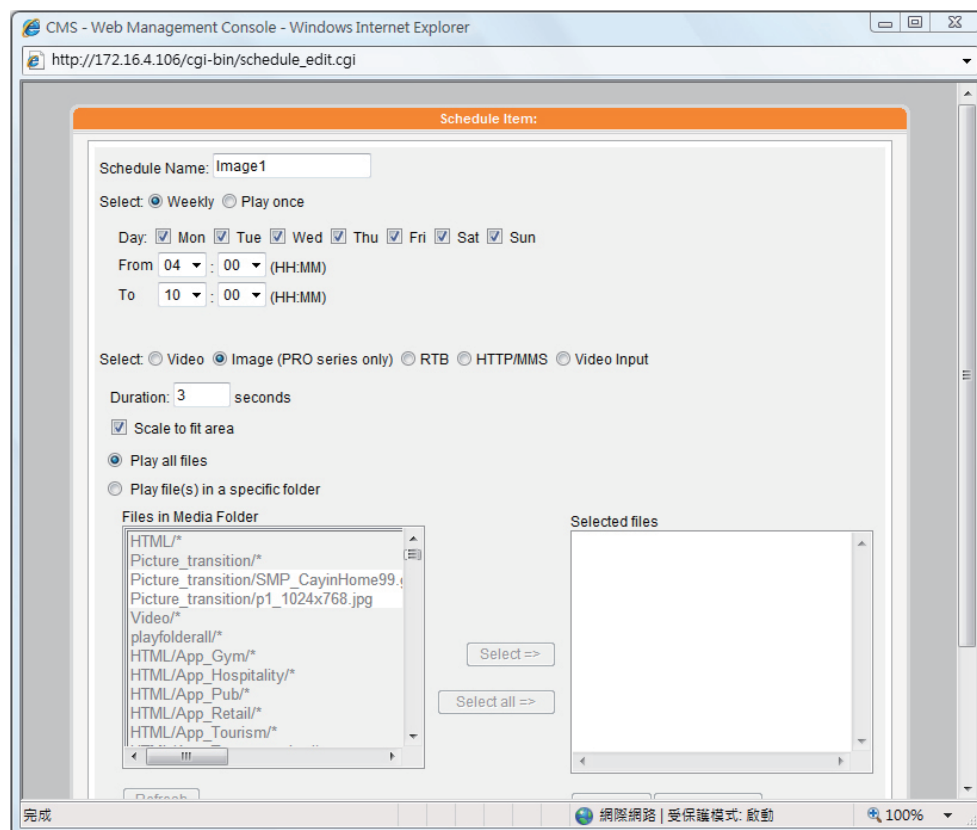 CMS - Web Management Console - Windows Internet Explorer
http://172.16.4.106/cgi-bin/schedule_edit.cgi
Schedule Item:
Schedule Name: Image1
Select: Weekly Play once
Day: Mon Tue Wed Thu Fri Sat Sun
From 04 : 00 (HH:MM)
To 10 : 00 (HH:MM)
Select: Video Image (PRO series only) RTB HTTP/MMS Video Input
Duration: 3 seconds
Scale to fit area
Play all files
Play file(s) in a specific folder
Files in Media Folder
HTML/*
Picture_transition/*
Picture_transition/SMP_CayinHome99.
Picture_transition/p1_1024x768.jpg
Video/*
playfolderall/*
HTML/App_Gym/*
HTML/App_Hospitality/*
HTML/App_Pub/*
HTML/App_Retail/*
HTML/App_Tourism/*
Select =>
Select all =>
Selected files
Refresh
完成
網際網路 | 受保護模式: 啟動
100%